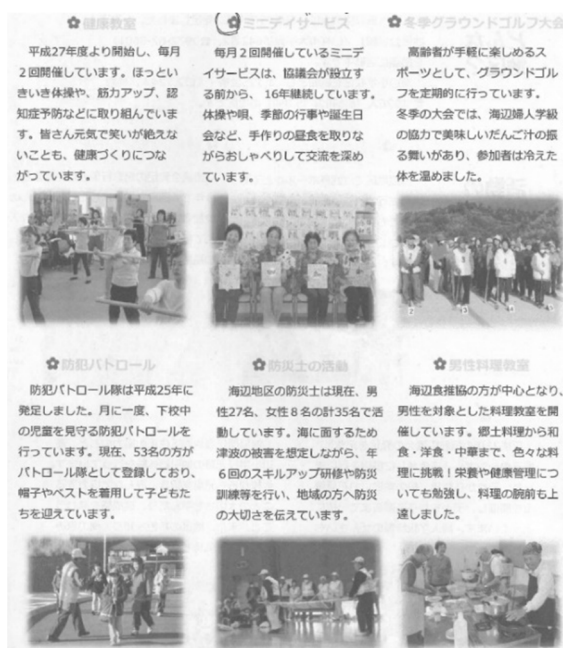 ✿健康教室
平成27年度より開始し、毎月
2回開催しています。ほっとい
きいき体操や、筋力アップ、認
知症予防などに取り組んでいま
す。皆さん元気で笑いが絶えな
いことも、健康づくりにつな
がっています。
✿ミニデイサービス
毎月2回開催しているミニデ
イサービスは、協議会が設立す
る前から、16年継続しています。
体操や唄、季節の行事や誕生日
会など、手作りの昼食を取りな
がらおしゃべりして交流を深め
ています。
✿冬季グラウンドゴルフ大会
高齢者が手軽に楽しめるス
ポーツとして、グラウンドゴル
フを定期的に行っています。
冬季の大会では、海辺婦人学級
の協力で美味しいだんご汁の振
る舞いがあり、参加者は冷えた
体を温めました。
✿防犯パトロール
防犯パトロール隊は平成25年に
発足しました。月に一度、下校中
の児童を見守る防犯パトロールを
行っています。現在、53名の方が
パトロール隊として登録しており、
帽子やベストを着用して子どもた
ちを迎えています。
✿防災士の活動
海辺地区の防災士は現在、男
性27名、女性8名の計35名で活
動しています。海に面するため
津波の被害を想定しながら、年
6回のスキルアップ研修や防災
訓練等を行い、地域の方へ防災
の大切さを伝えています。
✿男性料理教室
海辺食推協の方が中心となり、
男性を対象とした料理教室を開
催しています。郷土料理から和
食・洋食・中華まで、色々な料
理に挑戦!栄養や健康管理につ
いても勉強し、料理の腕前も上
達しました。